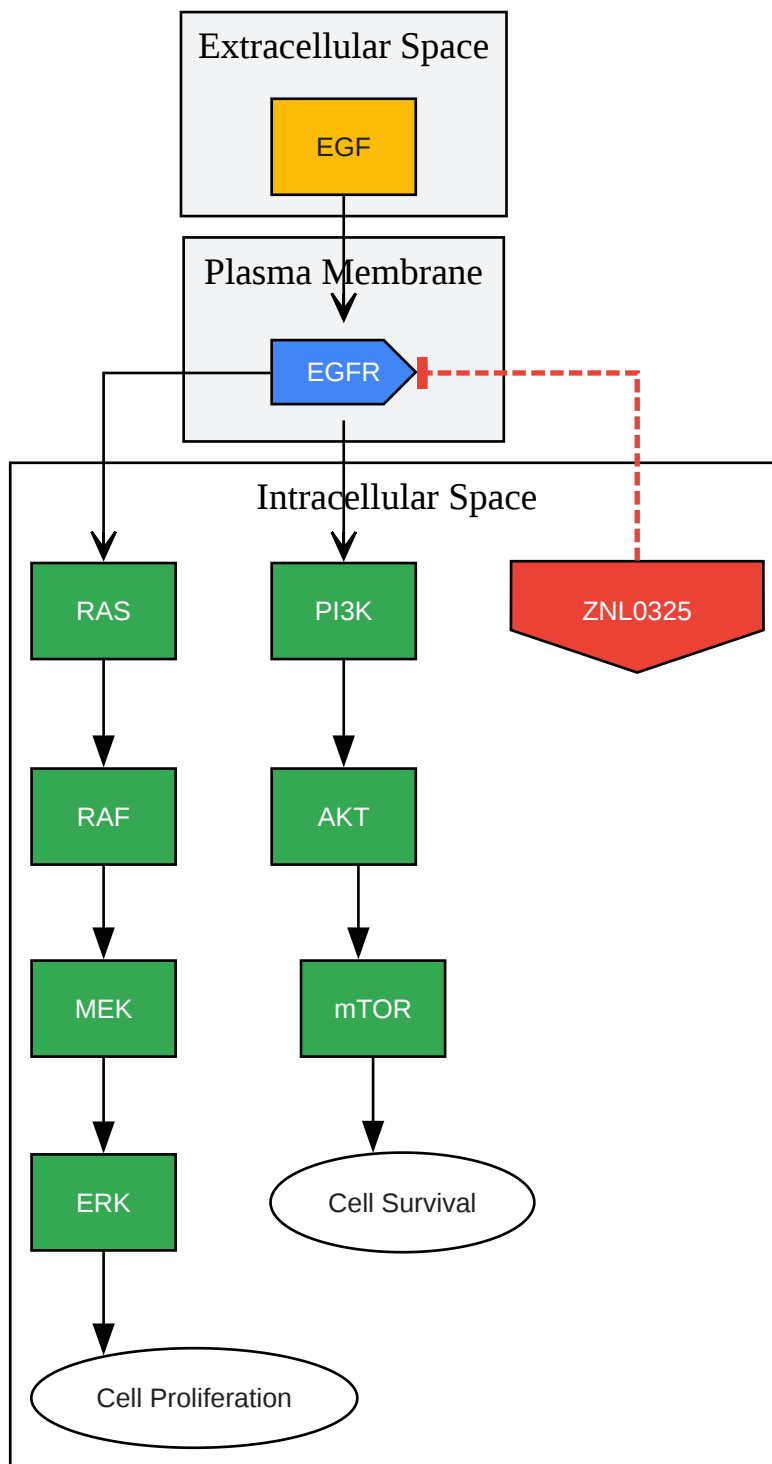 Extracellular Space
EGF
Plasma Membrane
EGFR
Intracellular Space
RAS
PI3K
ZNL0325
RAF
AKT
MEK
mTOR
ERK
Cell Survival
Cell Proliferation